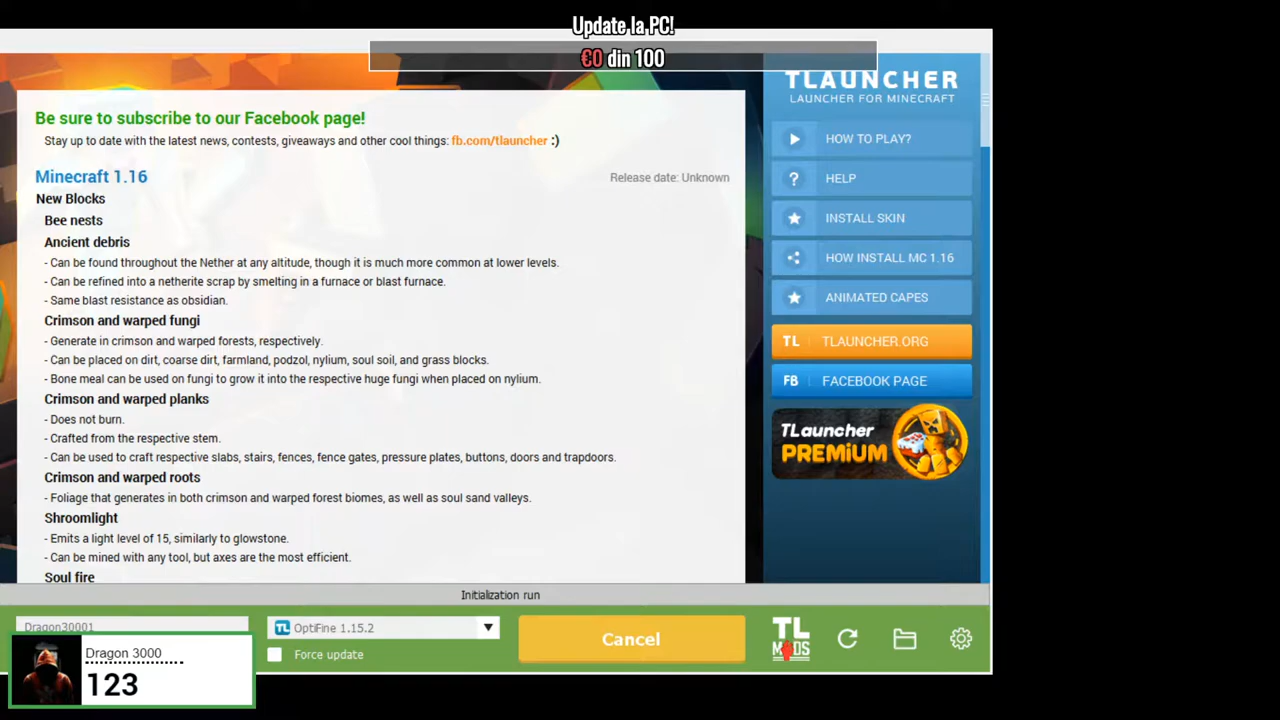 Update la PC!
€0 din 100
Be sure to subscribe to our Facebook page!
Stay up to date with the latest news, contests, giveaways and other cool things: fb.com/tlauncher :)
Minecraft 1.16
Release date: Unknown
New Blocks
Bee nests
Ancient debris
- Can be found throughout the Nether at any altitude, though it is much more common at lower levels.
- Can be refined into a netherite scrap by smelting in a furnace or blast furnace.
- Same blast resistance as obsidian.
Crimson and warped fungi
- Generate in crimson and warped forests, respectively.
- Can be placed on dirt, coarse dirt, farmland, podzol, nylium, soul soil, and grass blocks.
- Bone meal can be used on fungi to grow it into the respective huge fungi when placed on nylium.
Crimson and warped planks
- Does not burn.
- Crafted from the respective stem.
- Can be used to craft respective slabs, stairs, fences, fence gates, pressure plates, buttons, doors and trapdoors.
Crimson and warped roots
- Foliage that generates in both crimson and warped forest biomes, as well as soul sand valleys.
Shroomlight
- Emits a light level of 15, similarly to glowstone.
- Can be mined with any tool, but axes are the most efficient.
Soul fire
TLAUNCHER
LAUNCHER FOR MINECRAFT
HOW TO PLAY?
? HELP
INSTALL SKIN
HOW INSTALL MC 1.16
ANIMATED CAPES
TL TLAUNCHER.ORG
FB FACEBOOK PAGE
TLauncher
PREMiUM
Initialization run
Dragon30001
TL OptiFine 1.15.2
Force update
Cancel
TL
MODS
Dragon 3000
123